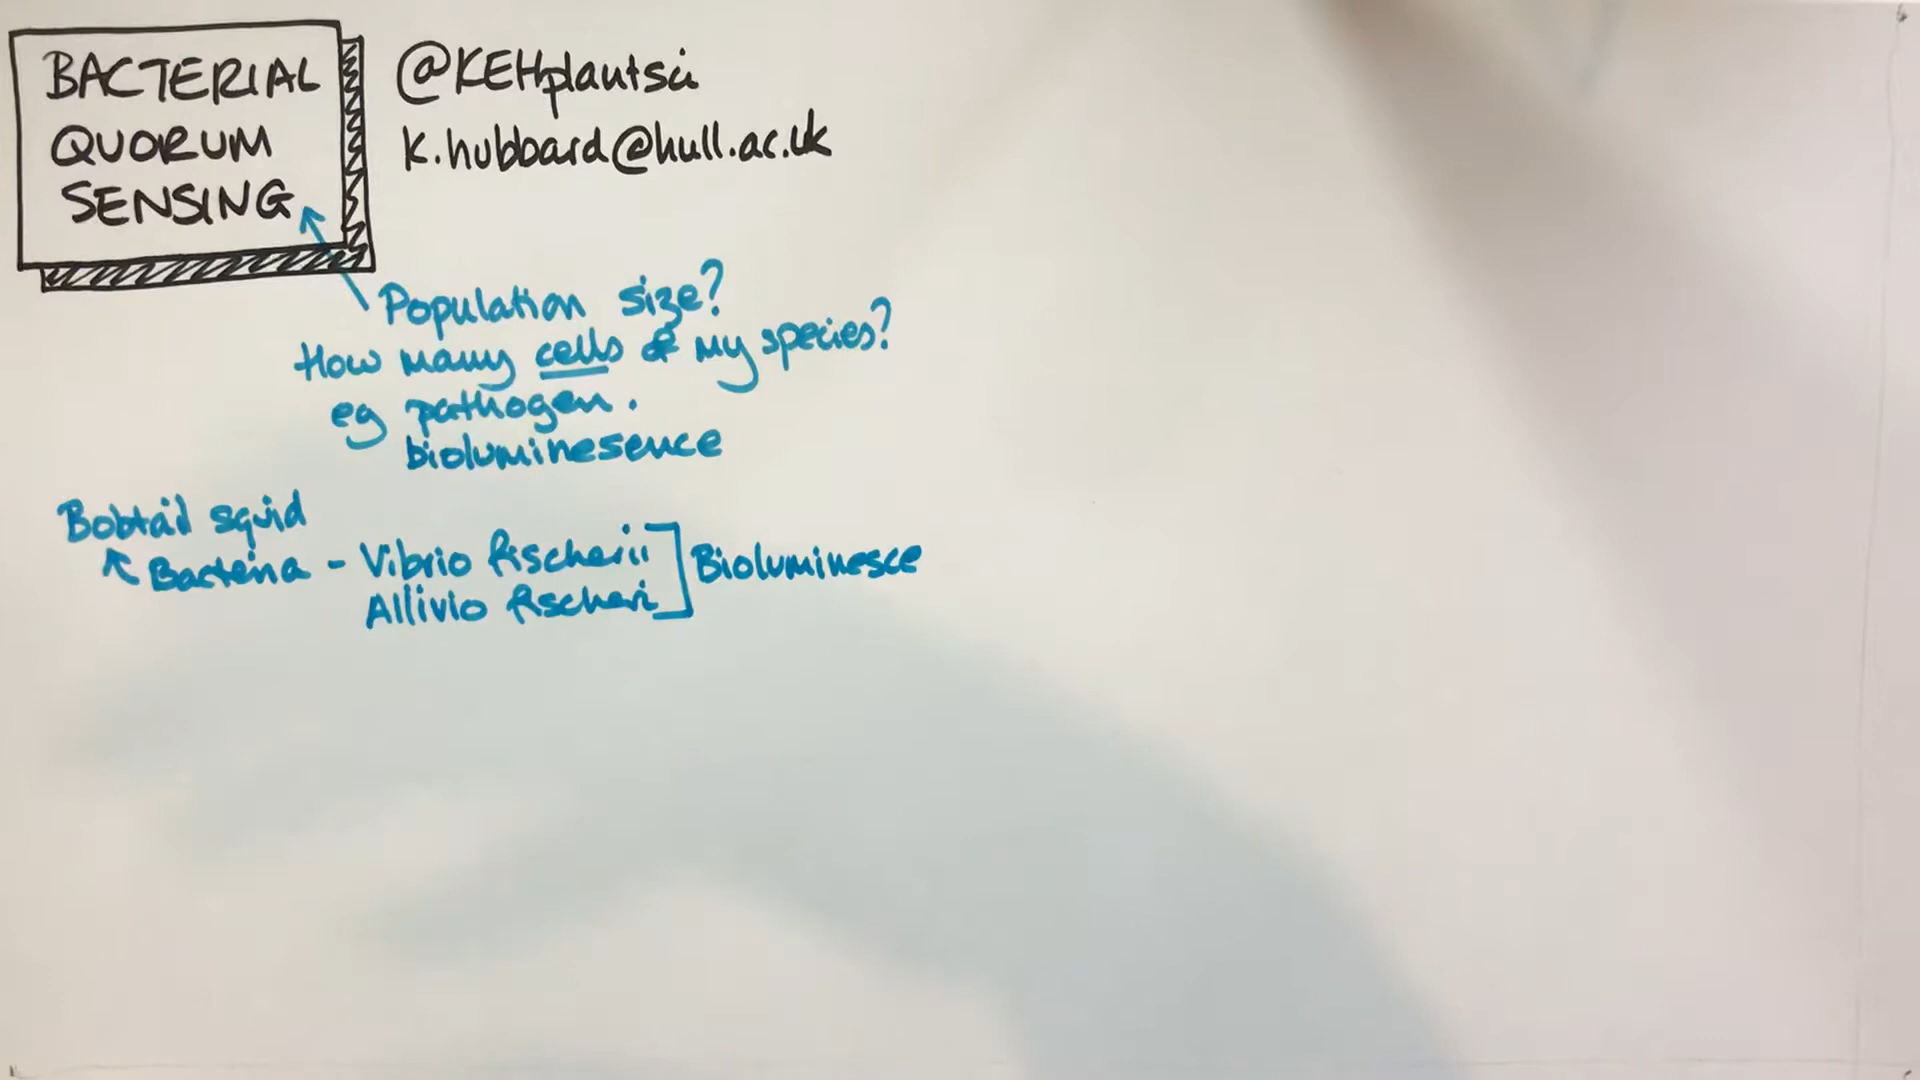 BACTERIAL
QUORUM
SENSING
@KEHplantsci
k.hubbard@hull.ac.uk
Population size?
How many cells of my species?
eg pathogen.
bioluminesence
Bobtail squid
Bacteria - Vibrio fischerii
Allivio fischeri
Bioluminesce